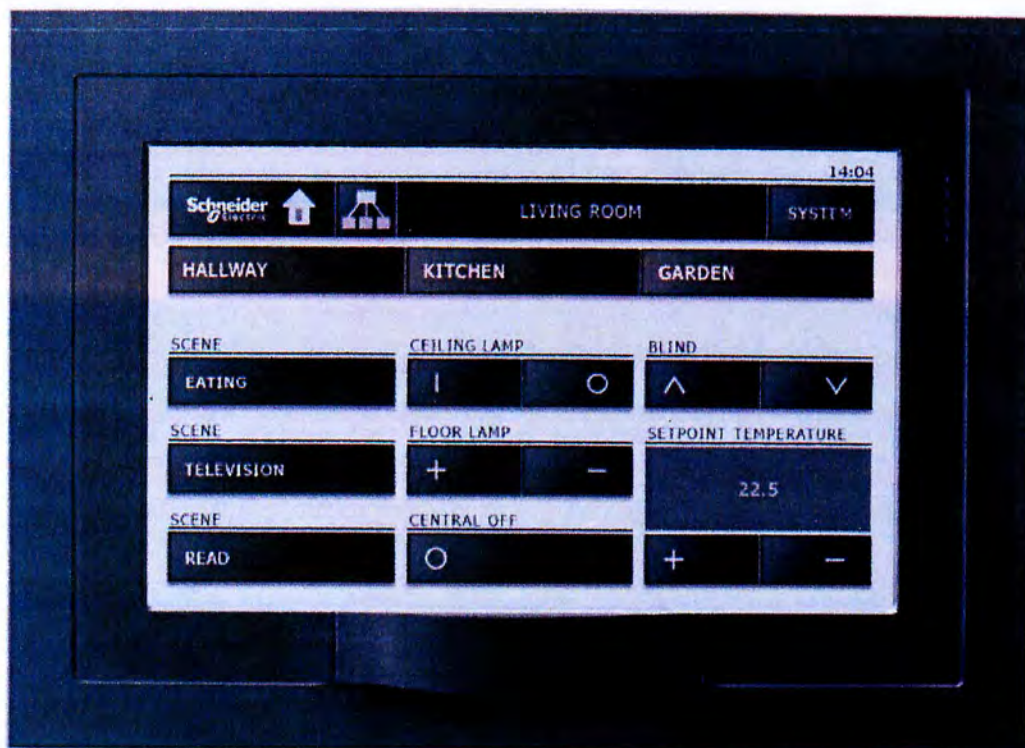 14:04
Schneider Electric LIVING ROOM SYSTEM
HALLWAY KITCHEN GARDEN
SCENE CEILING LAMP BLIND
EATING | O ∧ ∨
SCENE FLOOR LAMP SETPOINT TEMPERATURE
TELEVISION + −
22.5
SCENE CENTRAL OFF
READ O + −